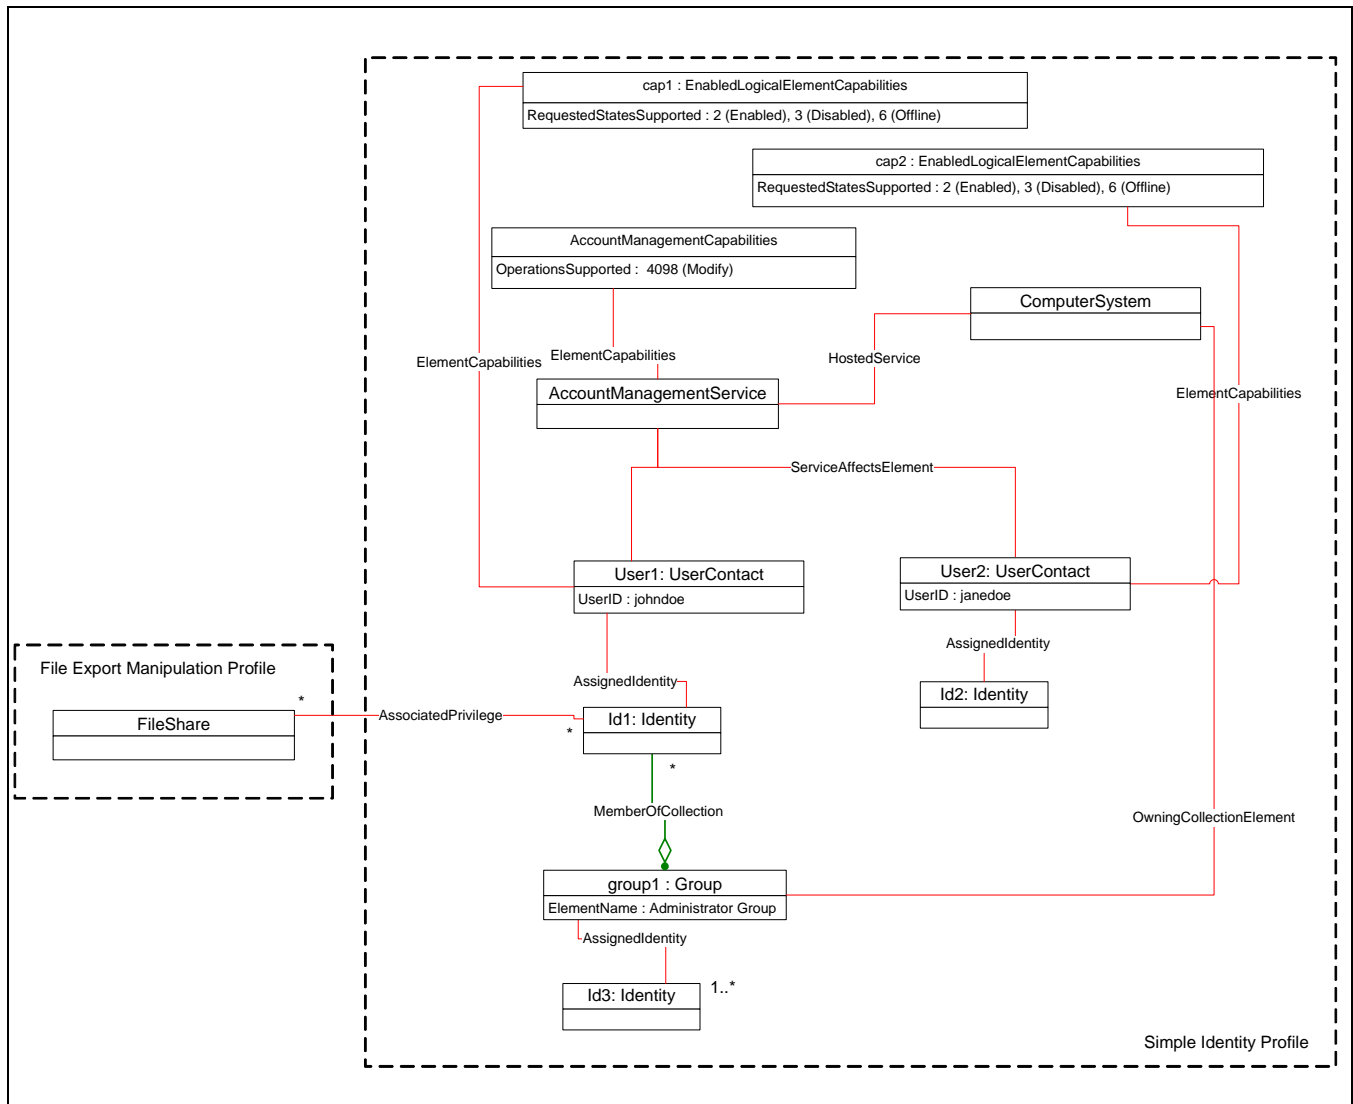 cap1 : EnabledLogicalElementCapabilities
RequestedStatesSupported : 2 (Enabled), 3 (Disabled), 6 (Offline)
cap2 : EnabledLogicalElementCapabilities
RequestedStatesSupported : 2 (Enabled), 3 (Disabled), 6 (Offline)
AccountManagementCapabilities
OperationsSupported : 4098 (Modify)
ComputerSystem
ElementCapabilities
ElementCapabilities
HostedService
AccountManagementService
ElementCapabilities
ServiceAffectsElement
User1: UserContact
UserID : johndoe
User2: UserContact
UserID : janedoe
AssignedIdentity
File Export Manipulation Profile
AssignedIdentity
Id2: Identity
*
FileShare
AssociatedPrivilege
*
Id1: Identity
*
MemberOfCollection
OwningCollectionElement
group1 : Group
ElementName : Administrator Group
AssignedIdentity
Id3: Identity
1..*
Simple Identity Profile